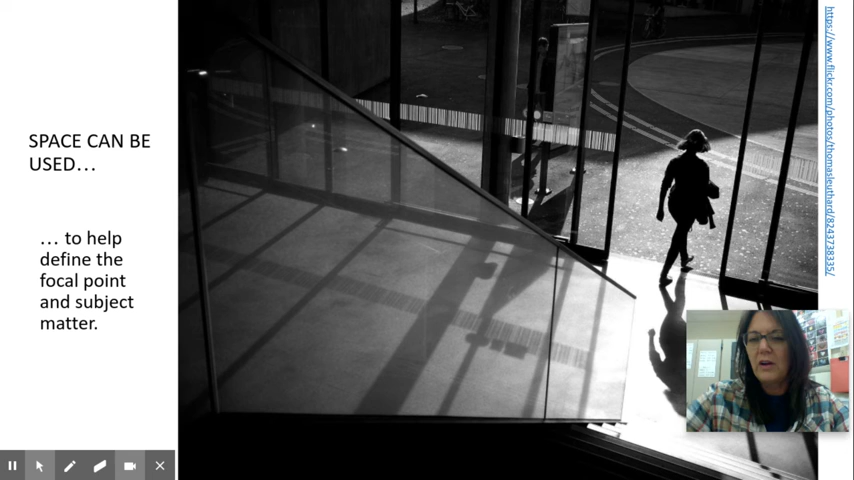 SPACE CAN BE
USED…
… to help
define the
focal point
and subject
matter.
https://www.flickr.com/photos/thomasleuthard/8243738335/